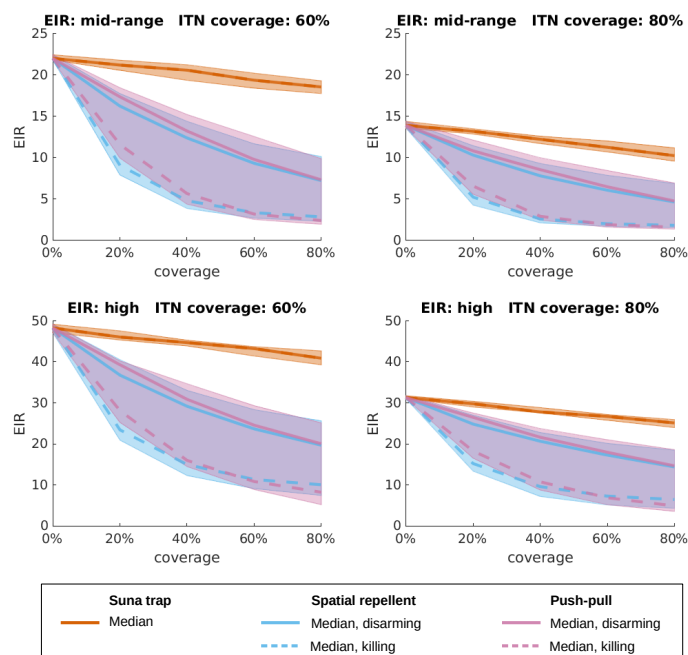 EIR: mid-range ITN coverage: 60%
25
20
15
10
5
0
EIR
0% 20% 40% 60% 80%
coverage
EIR: mid-range ITN coverage: 80%
25
20
15
10
5
0
EIR
0% 20% 40% 60% 80%
coverage
EIR: high ITN coverage: 60%
50
40
30
20
10
0
EIR
0% 20% 40% 60% 80%
coverage
EIR: high ITN coverage: 80%
50
40
30
20
10
0
EIR
0% 20% 40% 60% 80%
coverage
Suna trap Spatial repellent Push-pull
Median Median, disarming Median, disarming
Median, killing Median, killing